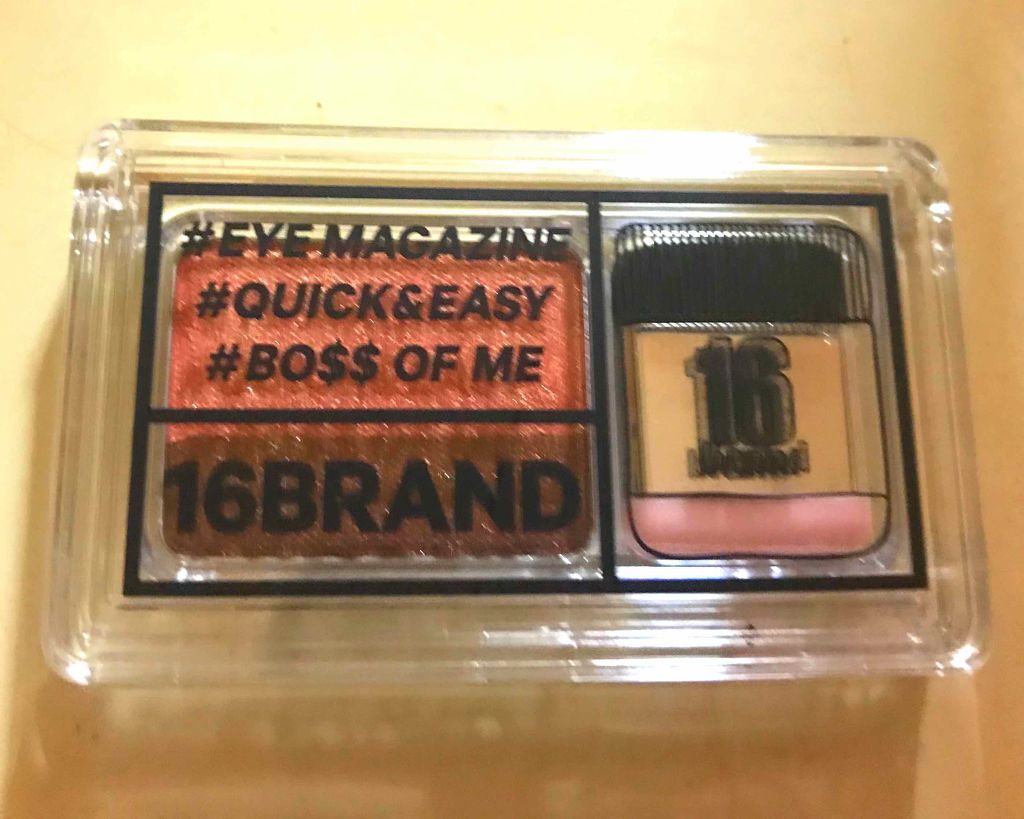 #EYE MAGAZINE
#QUICK&EASY
#BO$$ OF ME
16BRAND
16